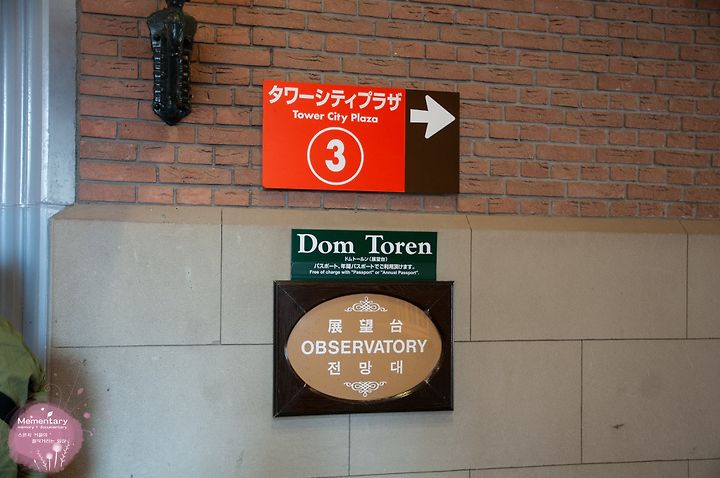 タワーシティプラザ
Tower City Plaza
3
Dom Toren
ドムトールン〈展望台〉
パスポート、年間パスポートでご利用頂けます。
Free of charge with "Passport" or "Annual Passport".
展望台
OBSERVATORY
전망대
Mementary
memory + documentary